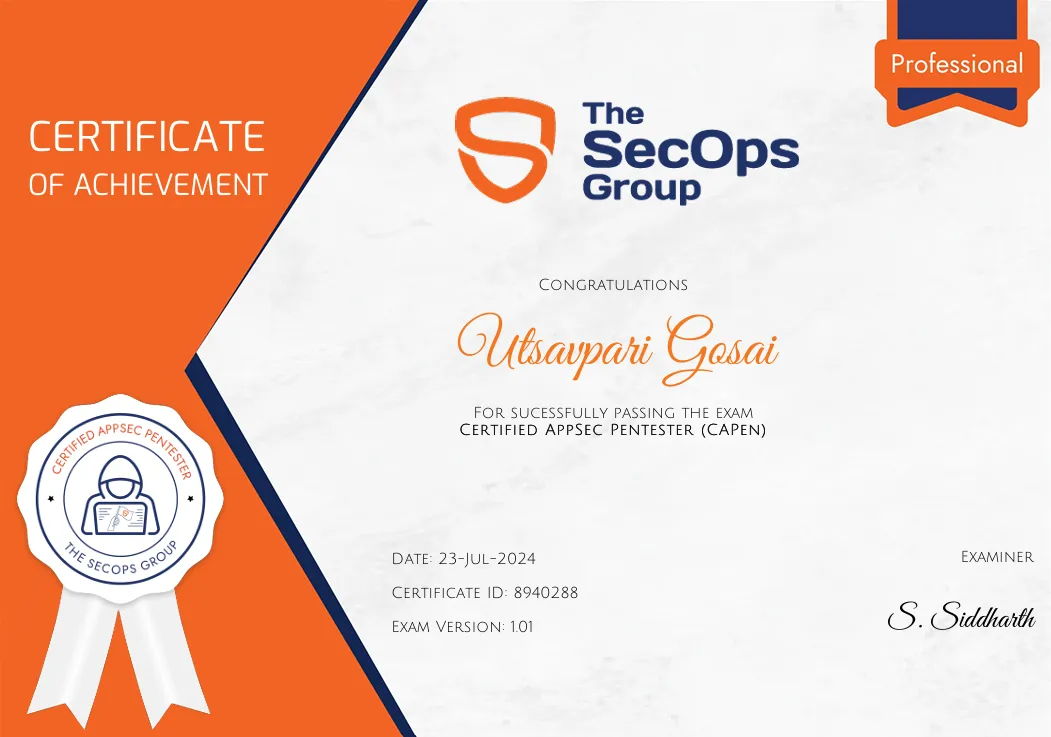 CERTIFICATE
OF ACHIEVEMENT
Professional
The
SecOps
Group
Congratulations
Utsavpari Gosai
For sucessfully passing the exam
Certified AppSec Pentester (CAPen)
CERTIFIED APPSEC PENTESTER
THE SECOPS GROUP
Date: 23-Jul-2024
Certificate ID: 8940288
Exam Version: 1.01
Examiner
S. Siddharth